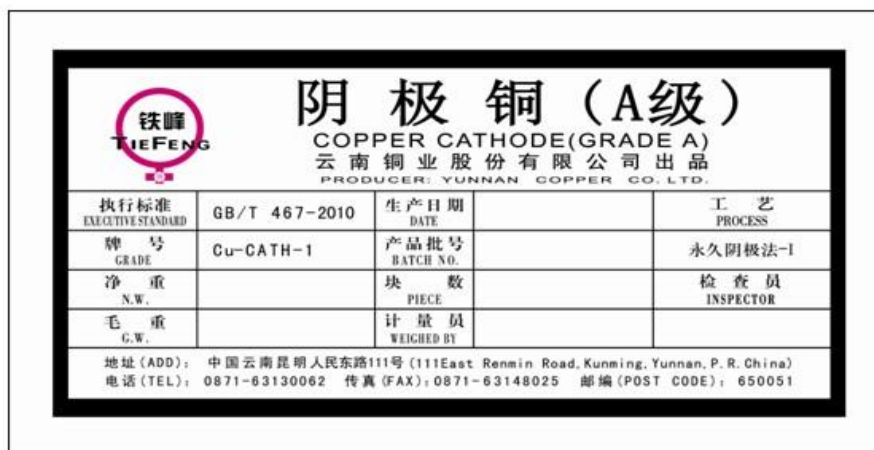 铁峰
TIEFENG
阴极铜（A级）
COPPER CATHODE(GRADE A)
云南铜业股份有限公司出品
PRODUCER: YUNNAN COPPER CO. LTD.
执行标准 GB/T 467-2010 生产日期 工艺
EXECUTIVE STANDARD DATE PROCESS
牌号 Cu-CATH-1 产品批号 永久阴极法-I
GRADE BATCH NO.
净重 块数 检查员
N.W. PIECE INSPECTOR
毛重 计量员
G.W. WEIGHED BY
地址(ADD): 中国云南昆明人民东路111号(111East Renmin Road,Kunming,Yunnan,P.R.China)
电话(TEL): 0871-63130062 传真(FAX):0871-63148025 邮编(POST CODE): 650051